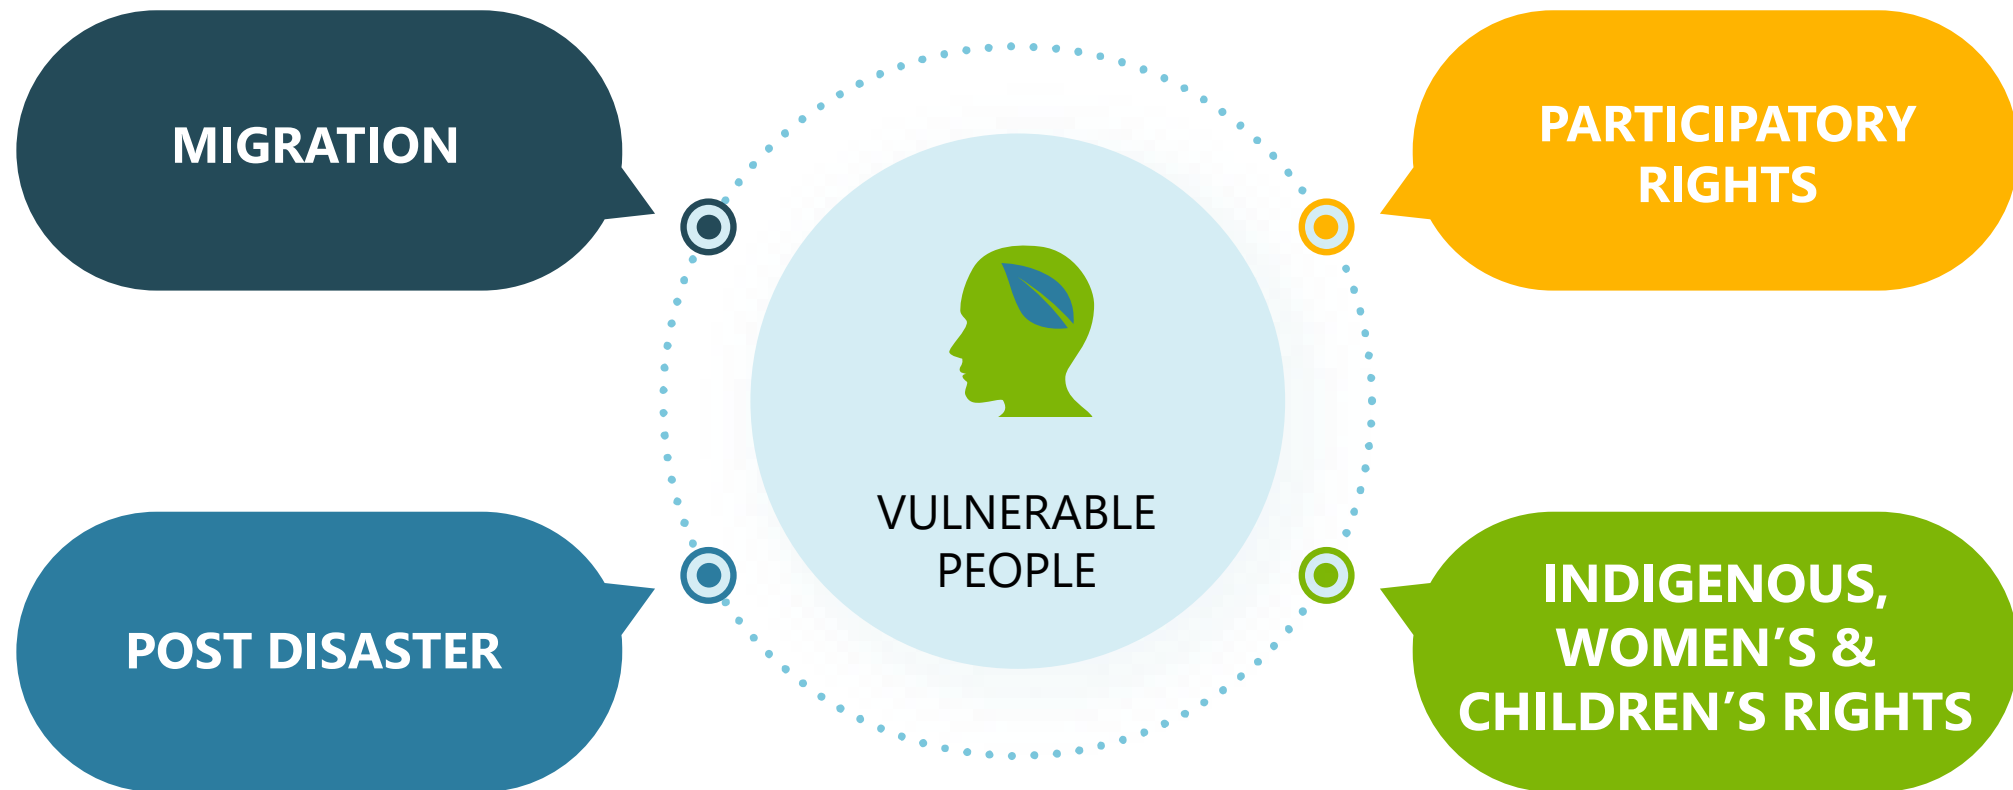 MIGRATION
PARTICIPATORY
RIGHTS
VULNERABLE
PEOPLE
POST DISASTER
INDIGENOUS,
WOMEN’S &
CHILDREN’S RIGHTS